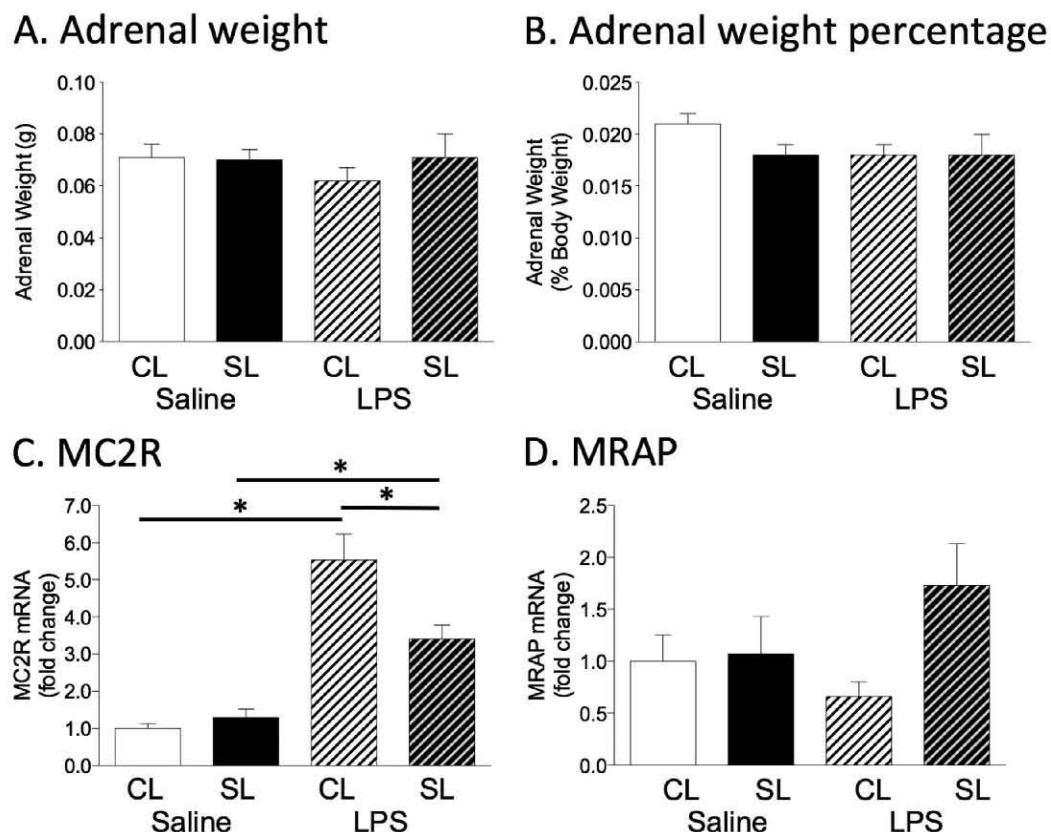 A. Adrenal weight
Adrenal Weight (g)
0.10
0.08
0.06
0.04
0.02
0.00
CL SL CL SL
Saline LPS
B. Adrenal weight percentage
Adrenal Weight
(% Body Weight)
0.025
0.020
0.015
0.010
0.005
0.000
CL SL CL SL
Saline LPS
C. MC2R
MC2R mRNA
(fold change)
*
*
*
7.0
6.0
5.0
4.0
3.0
2.0
1.0
0.0
CL SL CL SL
Saline LPS
D. MRAP
MRAP mRNA
(fold change)
2.5
2.0
1.5
1.0
0.5
0.0
CL SL CL SL
Saline LPS